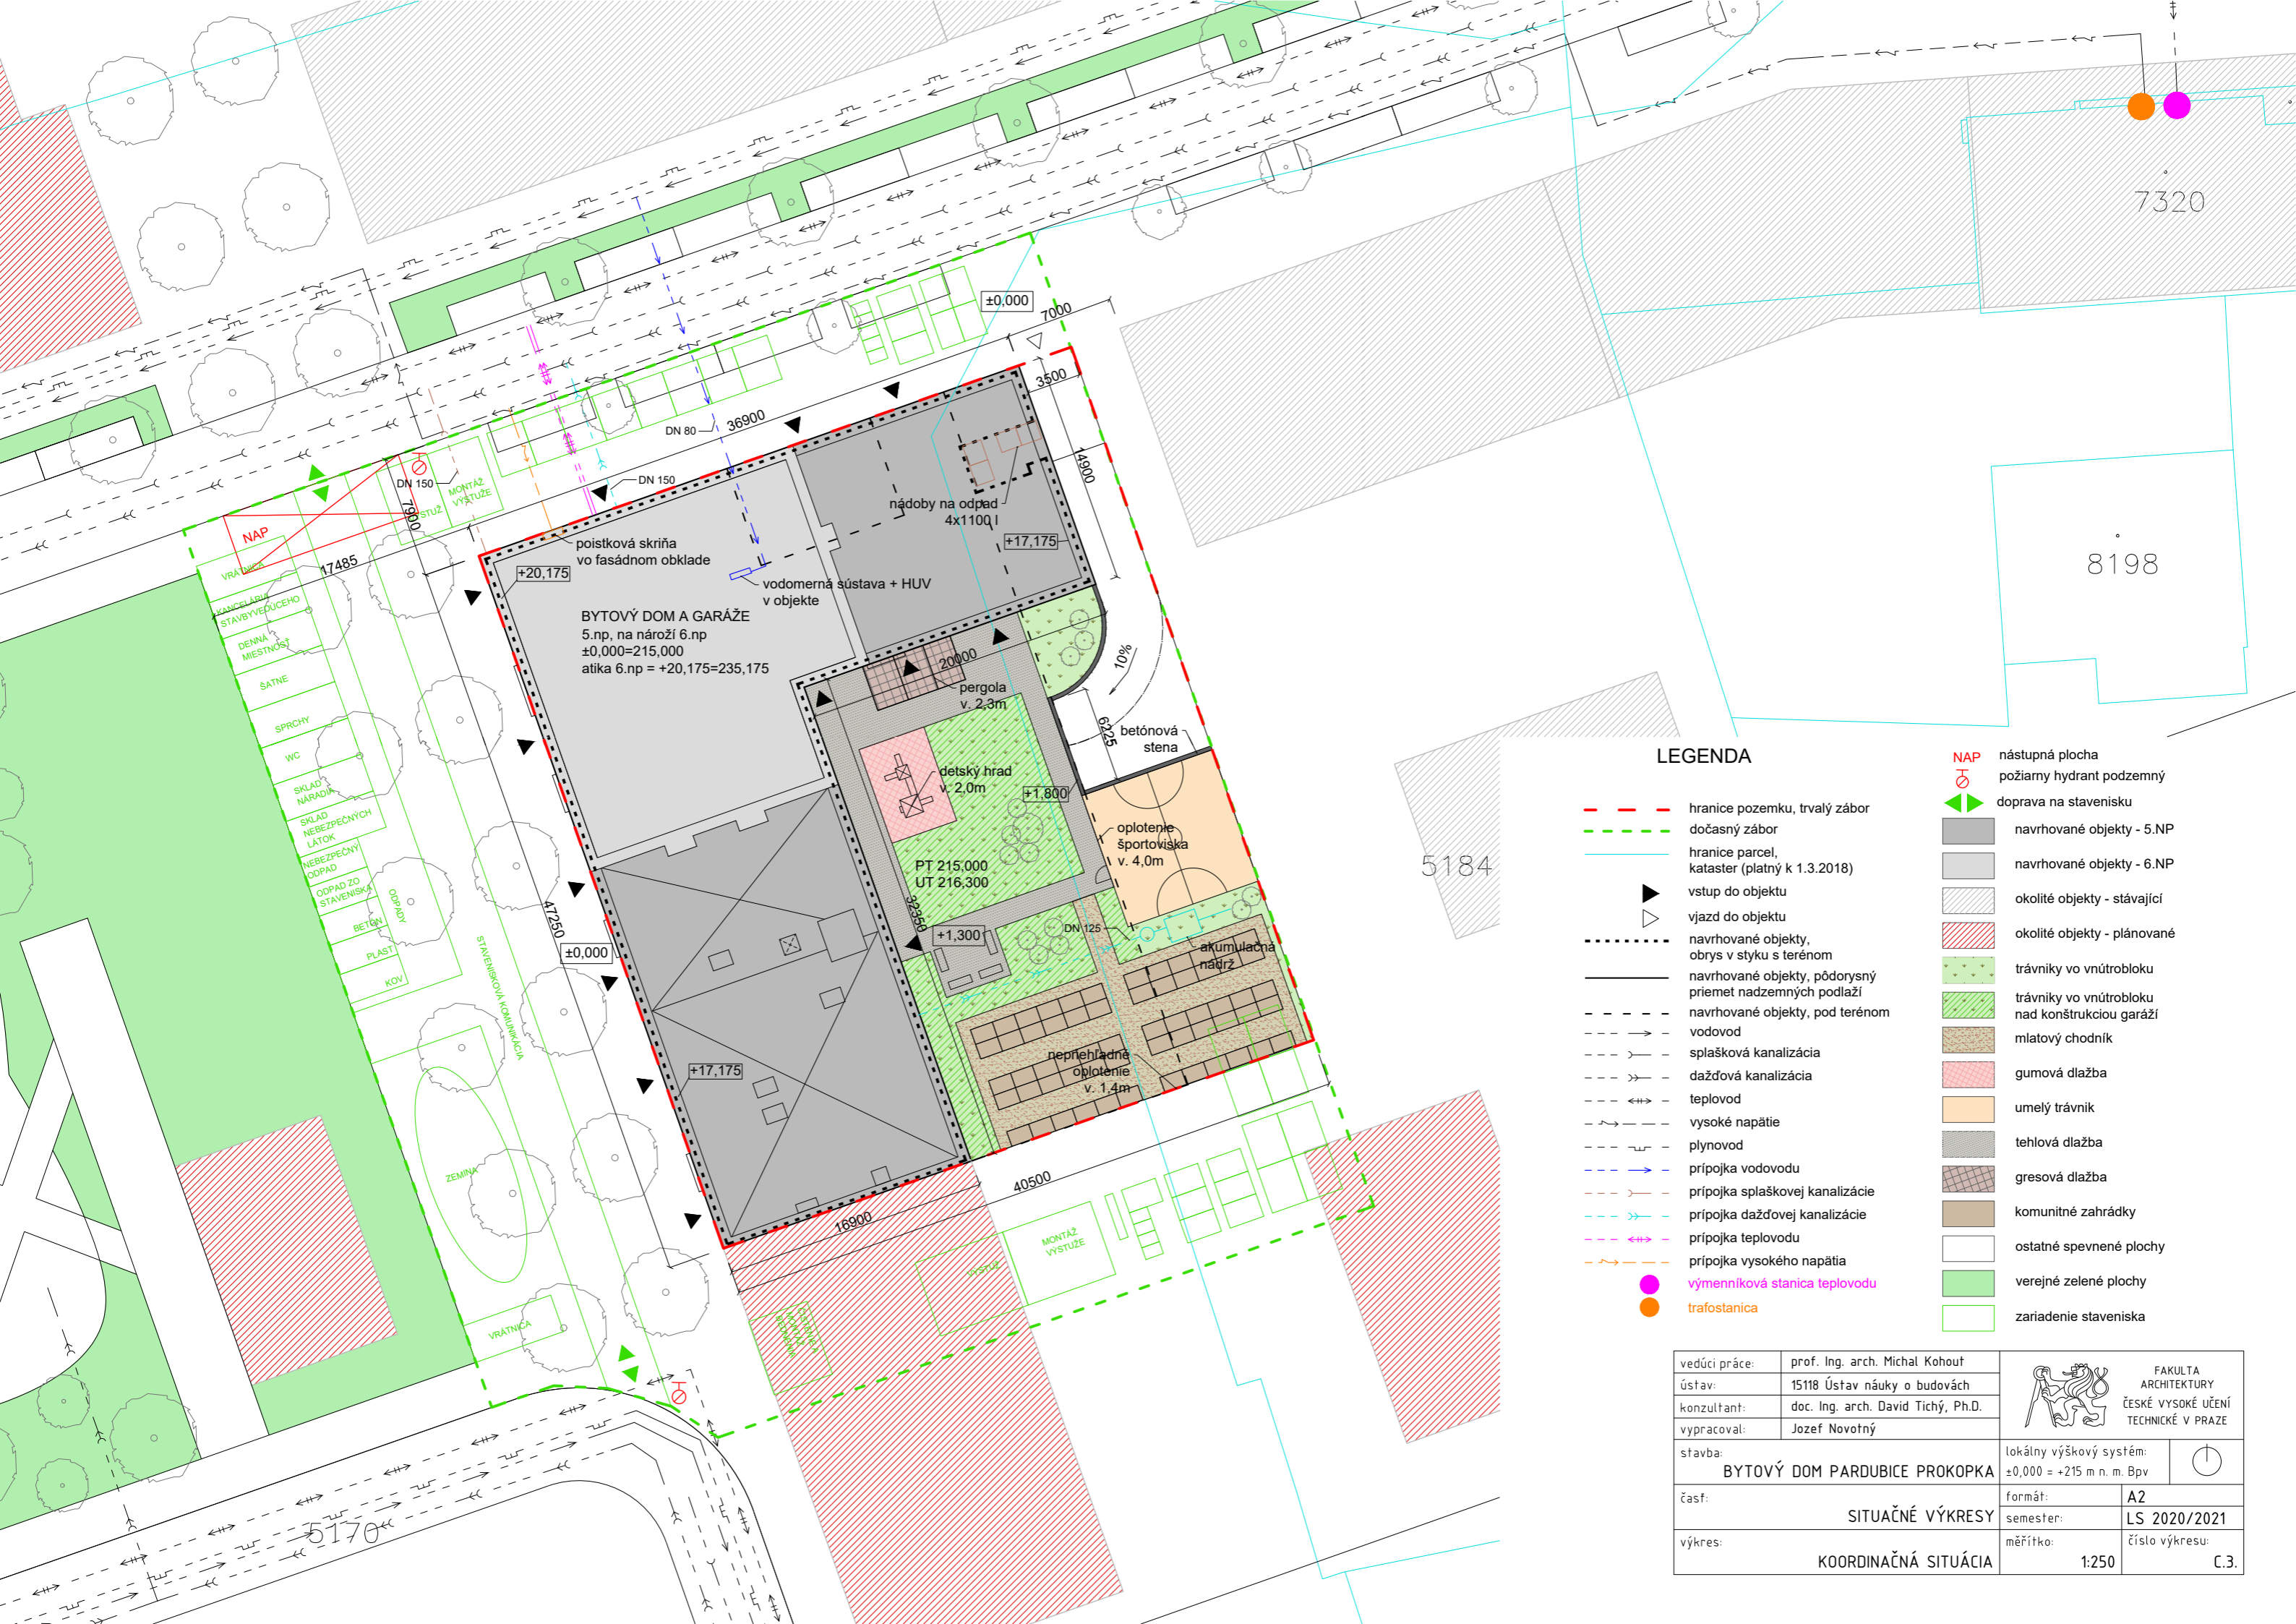 7320
8198
5184
5170
±0,000
7000
3500
36900
14900
DN 80
DN 150
DN 150
7900
17485
NAP
MONTÁŽ
VÝSTUŽE
VRÁTNICA
KANCELÁRIA
STAVBYVEDÚCEHO
DENNÁ
MIESTNOSŤ
ŠATNE
SPRCHY
WC
SKLAD
NÁRADIA
SKLAD
NEBEZPEČNÝCH
LÁTOK
NEBEZPEČNÝ
ODPAD
ODPAD ZO
STAVENISKA
ODPADY
BETÓN
PLAST
KOV
STAVENISKOVÁ KOMUNIKÁCIA
ZEMINA
VRÁTNICA
nádoby na odpad
4x1100 l
+17,175
poistková skriňa
vo fasádnom obklade
+20,175
vodomerná sústava + HUV
v objekte
BYTOVÝ DOM A GARÁŽE
5.np, na nároží 6.np
±0,000=215,000
atika 6.np = +20,175=235,175
20000
10%
pergola
v. 2,3m
6225
betónová
stena
detský hrad
v. 2,0m
+1,800
oplotenie
športoviska
v. 4,0m
PT 215,000
UT 216,300
32350
+1,300
DN 125
akumulačná
nádrž
47250
±0,000
nepriehľadné
oplotenie
v. 1,4m
+17,175
40500
16900
VÝSTUŽ
MONTÁŽ
VÝSTUŽE
LEGENDA
hranice pozemku, trvalý zábor
dočasný zábor
hranice parcel,
kataster (platný k 1.3.2018)
vstup do objektu
vjazd do objektu
navrhované objekty,
obrys v styku s terénom
navrhované objekty, pôdorysný
priemet nadzemných podlaží
navrhované objekty, pod terénom
vodovod
splašková kanalizácia
dažďová kanalizácia
teplovod
vysoké napätie
plynovod
prípojka vodovodu
prípojka splaškovej kanalizácie
prípojka dažďovej kanalizácie
prípojka teplovodu
prípojka vysokého napätia
výmenníková stanica teplovodu
trafostanica
NAP nástupná plocha
požiarny hydrant podzemný
doprava na stavenisku
navrhované objekty - 5.NP
navrhované objekty - 6.NP
okolité objekty - stávající
okolité objekty - plánované
trávniky vo vnútrobloku
trávniky vo vnútrobloku
nad konštrukciou garáží
mlatový chodník
gumová dlažba
umelý trávnik
tehlová dlažba
gresová dlažba
komunitné zahrádky
ostatné spevnené plochy
verejné zelené plochy
zariadenie staveniska
vedúci práce: prof. Ing. arch. Michal Kohout
ústav: 15118 Ústav náuky o budovách
konzultant: doc. Ing. arch. David Tichý, Ph.D.
vypracoval: Jozef Novotný
FAKULTA
ARCHITEKTURY
ČESKÉ VYSOKÉ UČENÍ
TECHNICKÉ V PRAZE
stavba:
BYTOVÝ DOM PARDUBICE PROKOPKA
lokálny výškový systém:
±0,000 = +215 m n. m. Bpv
časť:
SITUAČNÉ VÝKRESY
formát: A2
semester: LS 2020/2021
výkres:
KOORDINAČNÁ SITUÁCIA
měřítko:
1:250
číslo výkresu:
C.3.